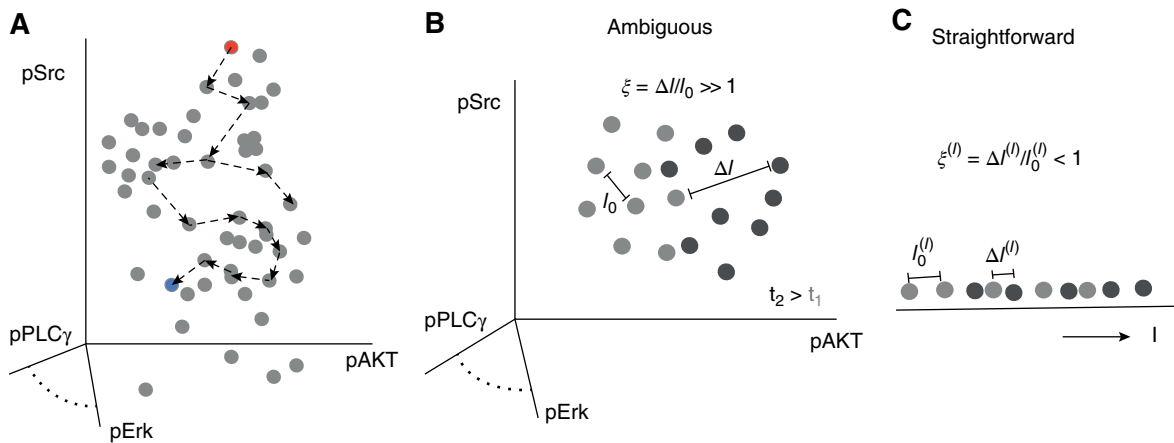 A
pSrc
pPLCγ
pAKT
pErk
B
Ambiguous
ξ = Δl/l₀ >> 1
pSrc
Δl
l₀
t₂ > t₁
pPLCγ
pAKT
pErk
C
Straightforward
ξ⁽ᴵ⁾ = Δl⁽ᴵ⁾/l₀⁽ᴵ⁾ < 1
l₀⁽ᴵ⁾
Δl⁽ᴵ⁾
I